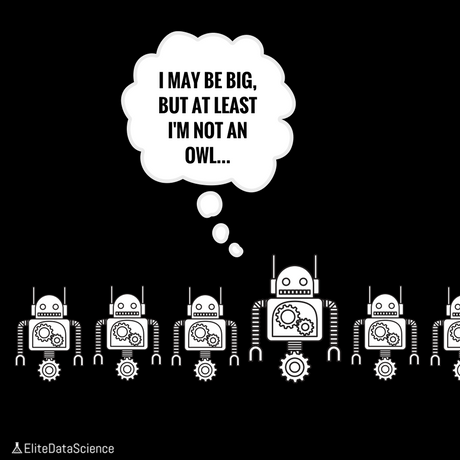 I MAY BE BIG,
BUT AT LEAST
I'M NOT AN
OWL...
EliteDataScience